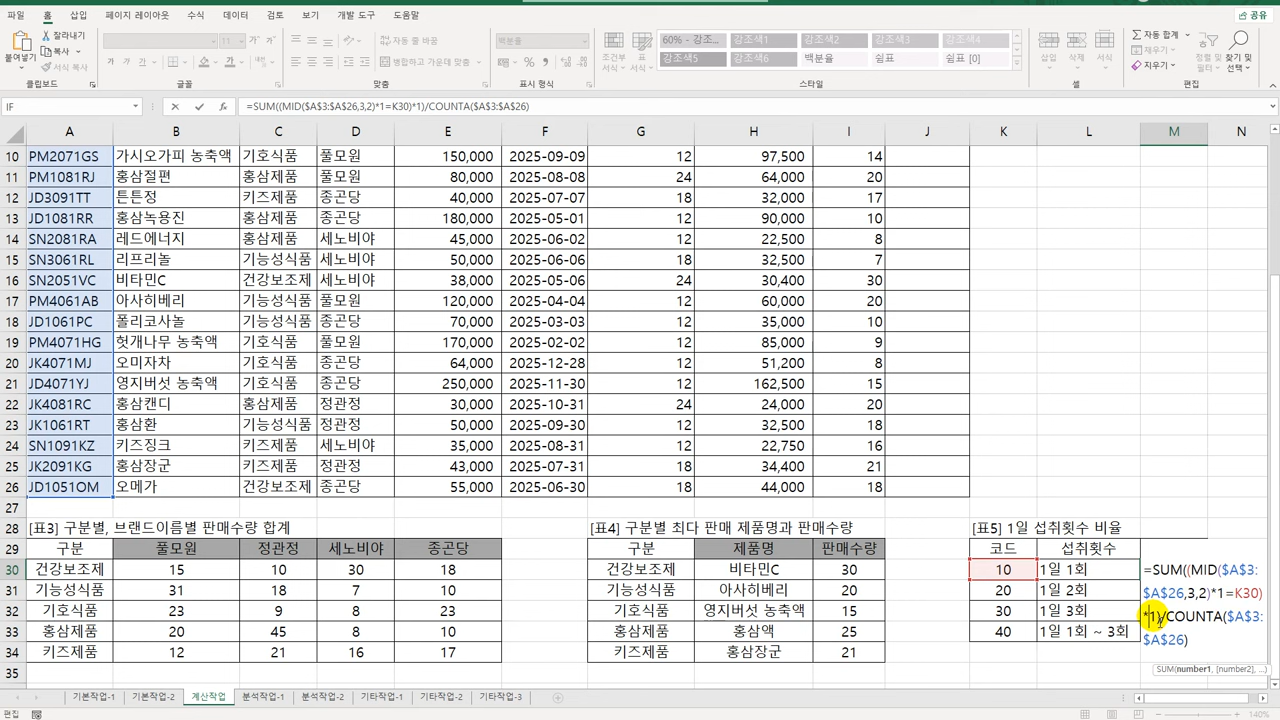 파일 홈 삽입 페이지 레이아웃 수식 데이터 검토 보기 개발 도구 도움말 공유
붙여넣기 잘라내기 복사 서식 복사 클립보드
11 가 가 글꼴
자동 줄 바꿈 병합하고 가운데 맞춤 맞춤
백분율 표시 형식
조건부 서식 표 서식
60% - 강조... 강조색1 강조색2 강조색3 강조색4
강조색5 강조색6 백분율 쉼표 쉼표 [0]
스타일
삽입 삭제 서식 셀
자동 합계 채우기 지우기 정렬 및 필터 찾기 및 선택 편집
IF =SUM((MID($A$3:$A$26,3,2)*1=K30)*1)/COUNTA($A$3:$A$26)
A B C D E F G H I J K L M N
10 PM2071GS 가시오가피 농축액 기호식품 풀모원 150,000 2025-09-09 12 97,500 14
11 PM1081RJ 홍삼절편 홍삼제품 풀모원 80,000 2025-08-08 24 64,000 20
12 JD3091TT 튼튼정 키즈제품 종곤당 40,000 2025-07-07 18 32,000 17
13 JD1081RR 홍삼녹용진 홍삼제품 종곤당 180,000 2025-05-01 12 90,000 10
14 SN2081RA 레드에너지 홍삼제품 세노비야 45,000 2025-06-02 12 22,500 8
15 SN3061RL 리프리놀 기능성식품 세노비야 50,000 2025-06-06 18 32,500 7
16 SN2051VC 비타민C 건강보조제 세노비야 38,000 2025-05-06 24 30,400 30
17 PM4061AB 아사히베리 기능성식품 풀모원 120,000 2025-04-04 12 60,000 20
18 JD1061PC 폴리코사놀 기능성식품 종곤당 70,000 2025-03-03 12 35,000 10
19 PM4071HG 헛개나무 농축액 기호식품 풀모원 170,000 2025-02-02 12 85,000 9
20 JK4071MJ 오미자차 기호식품 종곤당 64,000 2025-12-28 12 51,200 8
21 JD4071YJ 영지버섯 농축액 기호식품 종곤당 250,000 2025-11-30 12 162,500 15
22 JK4081RC 홍삼캔디 홍삼제품 정관정 30,000 2025-10-31 24 24,000 20
23 JK1061RT 홍삼환 기능성식품 정관정 50,000 2025-09-30 12 32,500 18
24 SN1091KZ 키즈징크 키즈제품 세노비야 35,000 2025-08-31 12 22,750 16
25 JK2091KG 홍삼장군 키즈제품 정관정 43,000 2025-07-31 18 34,400 21
26 JD1051OM 오메가 건강보조제 종곤당 55,000 2025-06-30 18 44,000 18
27
28 [표3] 구분별, 브랜드이름별 판매수량 합계 [표4] 구분별 최다 판매 제품명과 판매수량 [표5] 1일 섭취횟수 비율
29 구분 풀모원 정관정 세노비야 종곤당 구분 제품명 판매수량 코드 섭취횟수
30 건강보조제 15 10 30 18 건강보조제 비타민C 30 10 1일 1회 =SUM((MID($A$3:
31 기능성식품 31 18 7 10 기능성식품 아사히베리 20 20 1일 2회 $A$26,3,2)*1=K30)
32 기호식품 23 9 8 23 기호식품 영지버섯 농축액 15 30 1일 3회 *1)/COUNTA($A$3:
33 홍삼제품 20 45 8 10 홍삼제품 홍삼액 25 40 1일 1회 ~ 3회 $A$26)
34 키즈제품 12 21 16 17 키즈제품 홍삼장군 21
35
SUM(number1, [number2], ...)
기본작업-1 기본작업-2 계산작업 분석작업-1 분석작업-2 기타작업-1 기타작업-2 기타작업-3
편집 140%